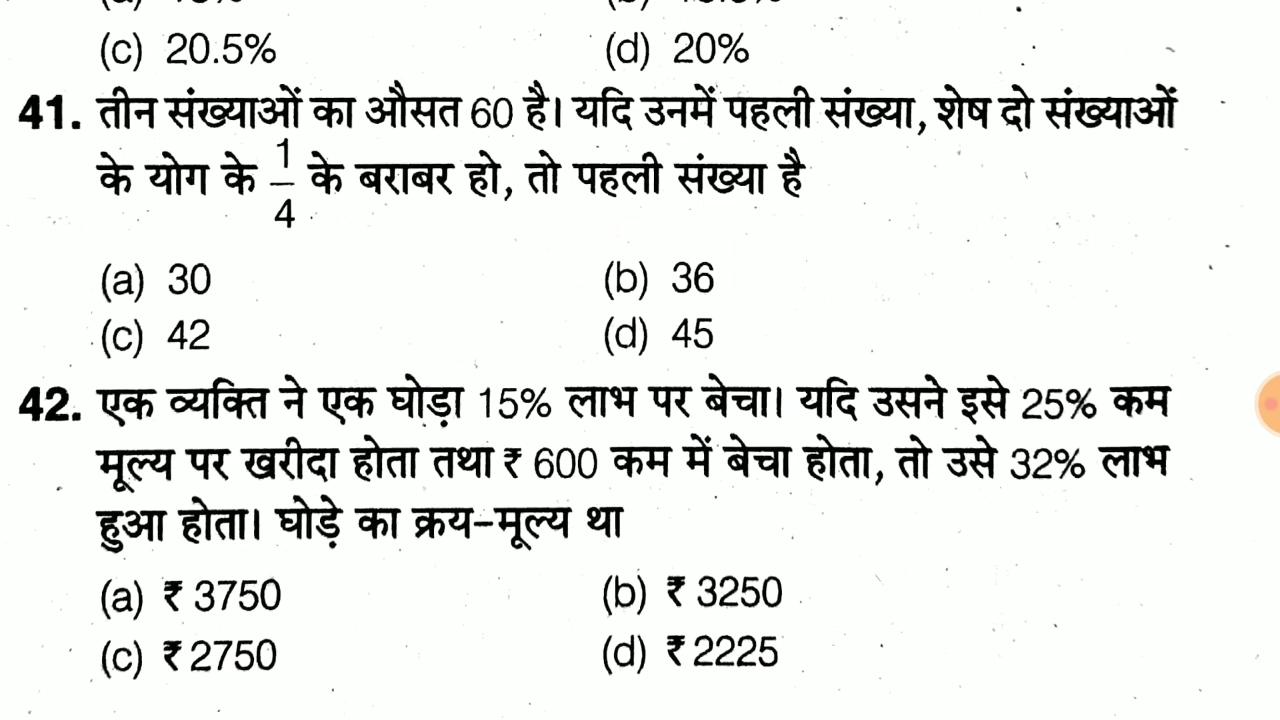 (c) 20.5% (d) 20%
41. तीन संख्याओं का औसत 60 है। यदि उनमें पहली संख्या, शेष दो संख्याओं
के योग के 1/4 के बराबर हो, तो पहली संख्या है
(a) 30 (b) 36
(c) 42 (d) 45
42. एक व्यक्ति ने एक घोड़ा 15% लाभ पर बेचा। यदि उसने इसे 25% कम
मूल्य पर खरीदा होता तथा ₹ 600 कम में बेचा होता, तो उसे 32% लाभ
हुआ होता। घोड़े का क्रय-मूल्य था
(a) ₹ 3750 (b) ₹ 3250
(c) ₹ 2750 (d) ₹ 2225